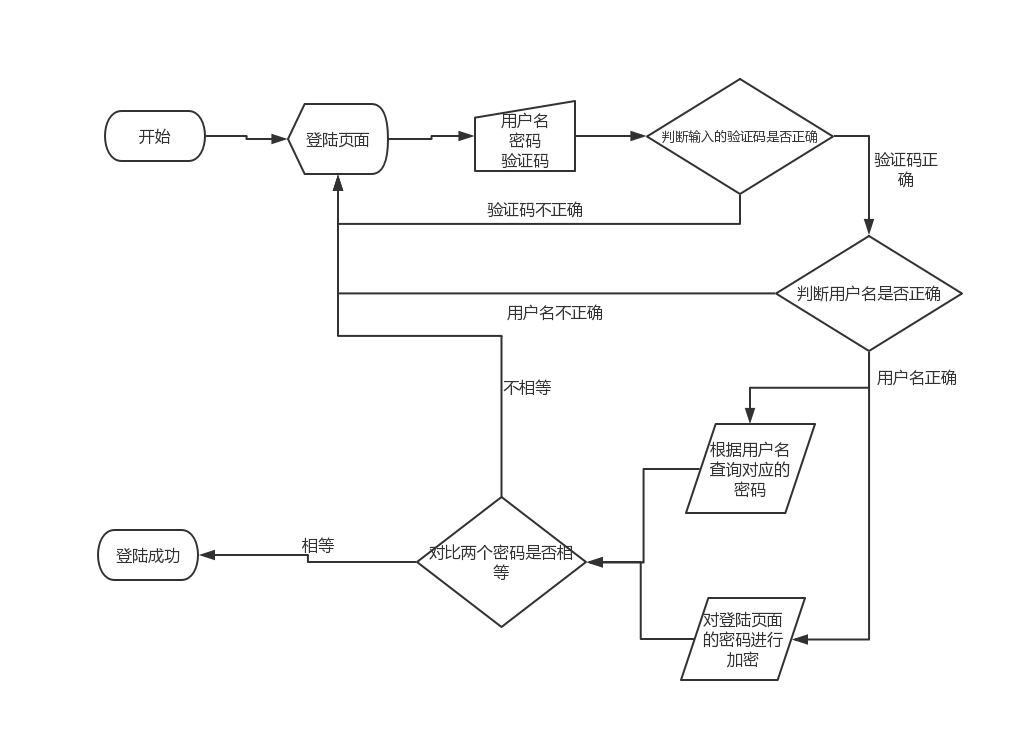 开始
登陆页面
用户名
密码
验证码
判断输入的验证码是否正确
验证码正
确
验证码不正确
判断用户名是否正确
用户名不正确
用户名正确
不相等
根据用户名
查询对应的
密码
对比两个密码是否相
等
相等
登陆成功
对登陆页面
的密码进行
加密